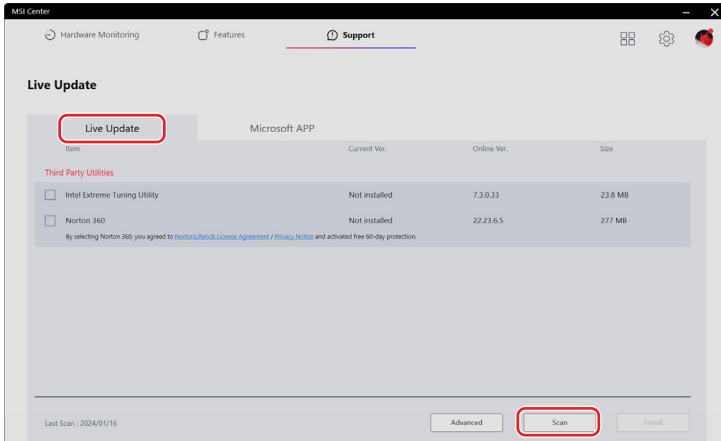 MSI Center
Hardware Monitoring Features Support
Live Update
Live Update Microsoft APP
Item Current Ver. Online Ver. Size
Third Party Utilities
Intel Extreme Tuning Utility Not installed 7.3.0.33 23.8 MB
Norton 360 Not installed 22.23.6.5 277 MB
By selecting Norton 360, you agreed to NortonLifelock License Agreement / Privacy Notice and activated free 60-day protection.
Last Scan : 2024/01/16 Advanced Scan Install